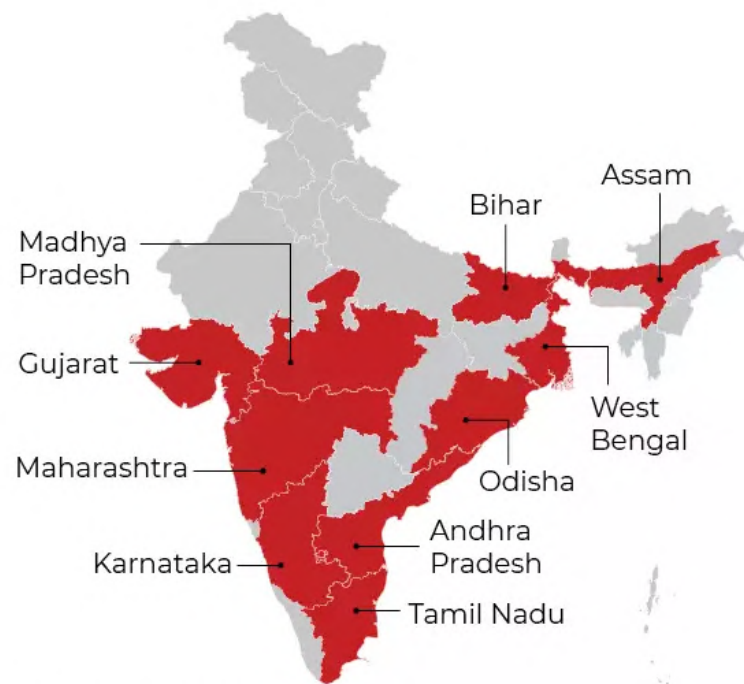 Assam
Bihar
Madhya
Pradesh
Gujarat
West
Bengal
Maharashtra
Odisha
Andhra
Pradesh
Karnataka
Tamil Nadu